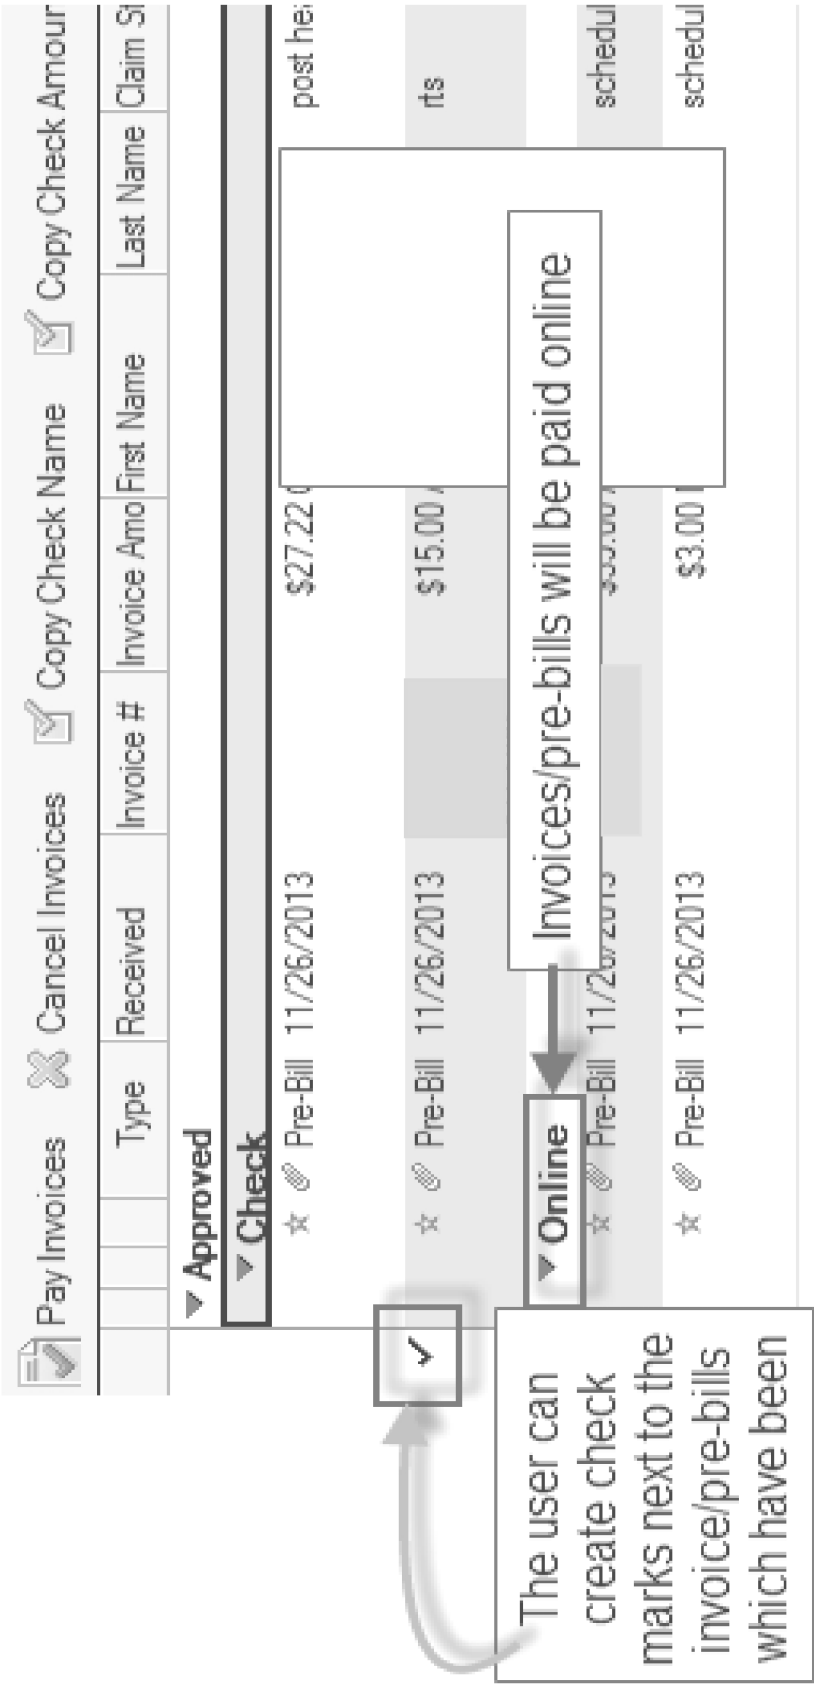 Pay Invoices Cancel Invoices Copy Check Name Copy Check Amour
Type Received Invoice # Invoice Amo First Name Last Name Claim St
Approved
Check
Pre-Bill 11/26/2013 $27.22 post he
Pre-Bill 11/26/2013 $15.00 rts
Online
Invoices/pre-bills will be paid online
Pre-Bill 11/26/2013 schedul
Pre-Bill 11/26/2013 $3.00 schedul
The user can
create check
marks next to the
invoice/pre-bills
which have been